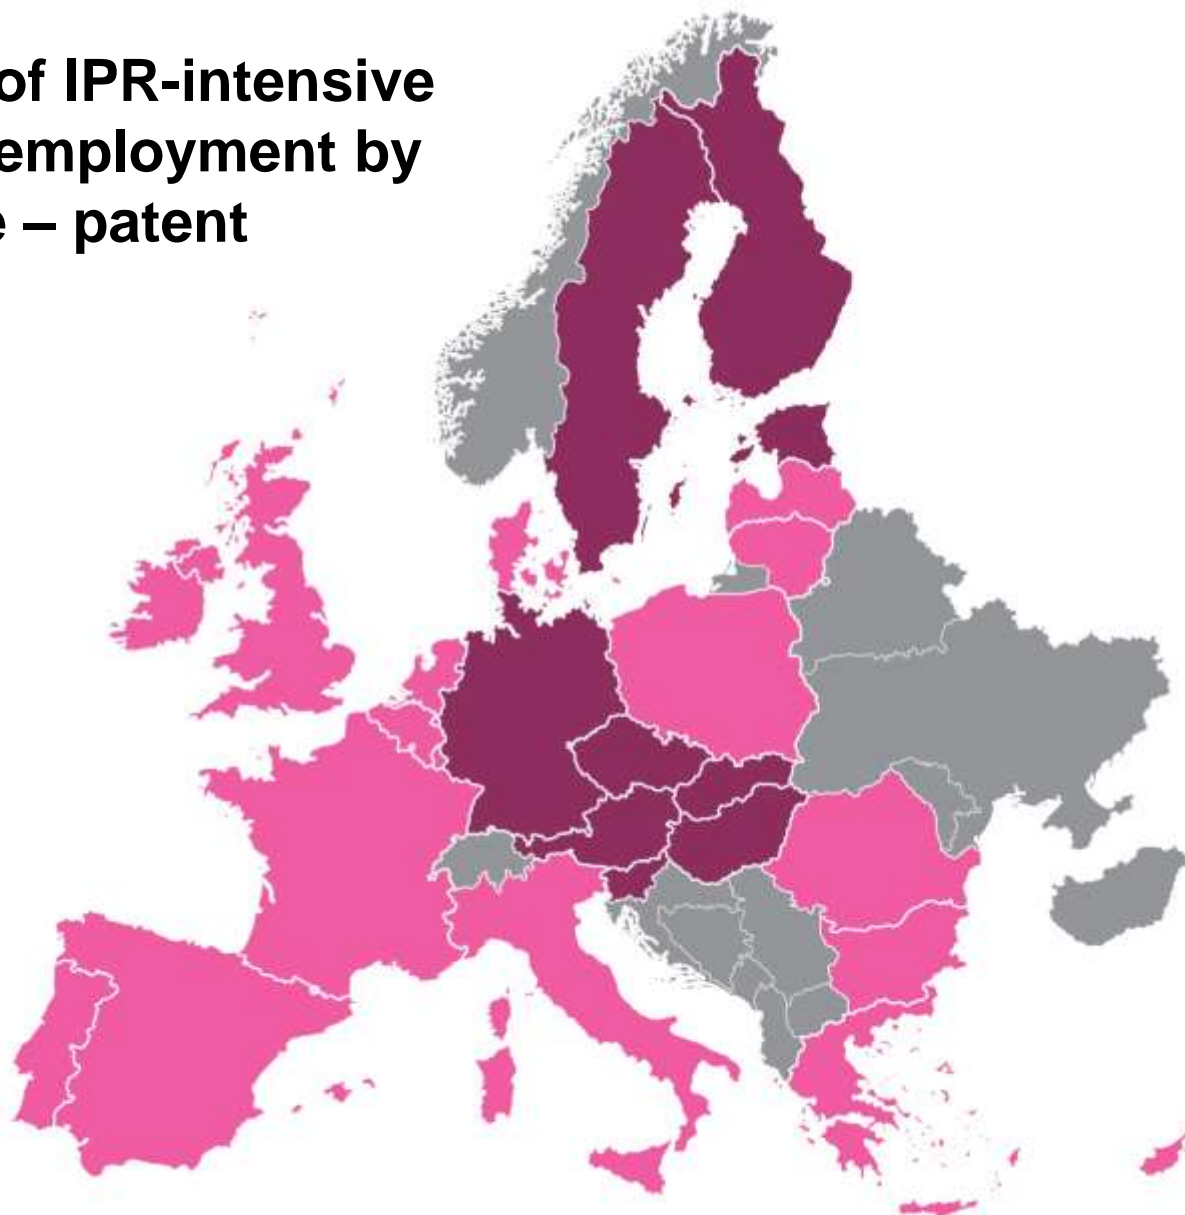 of IPR-intensive
employment by
– patent